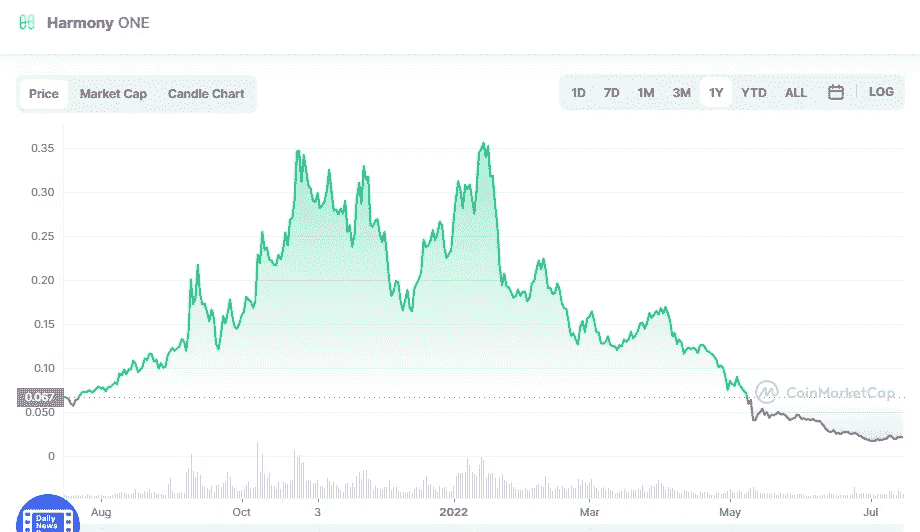 Harmony ONE
Price Market Cap Candle Chart 1D 7D 1M 3M 1Y YTD ALL LOG
0.35
0.30
0.25
0.20
0.15
0.10
0.067
0.050
0
CoinMarketCap
Aug Oct 3 2022 Mar May Jul
Daily
News